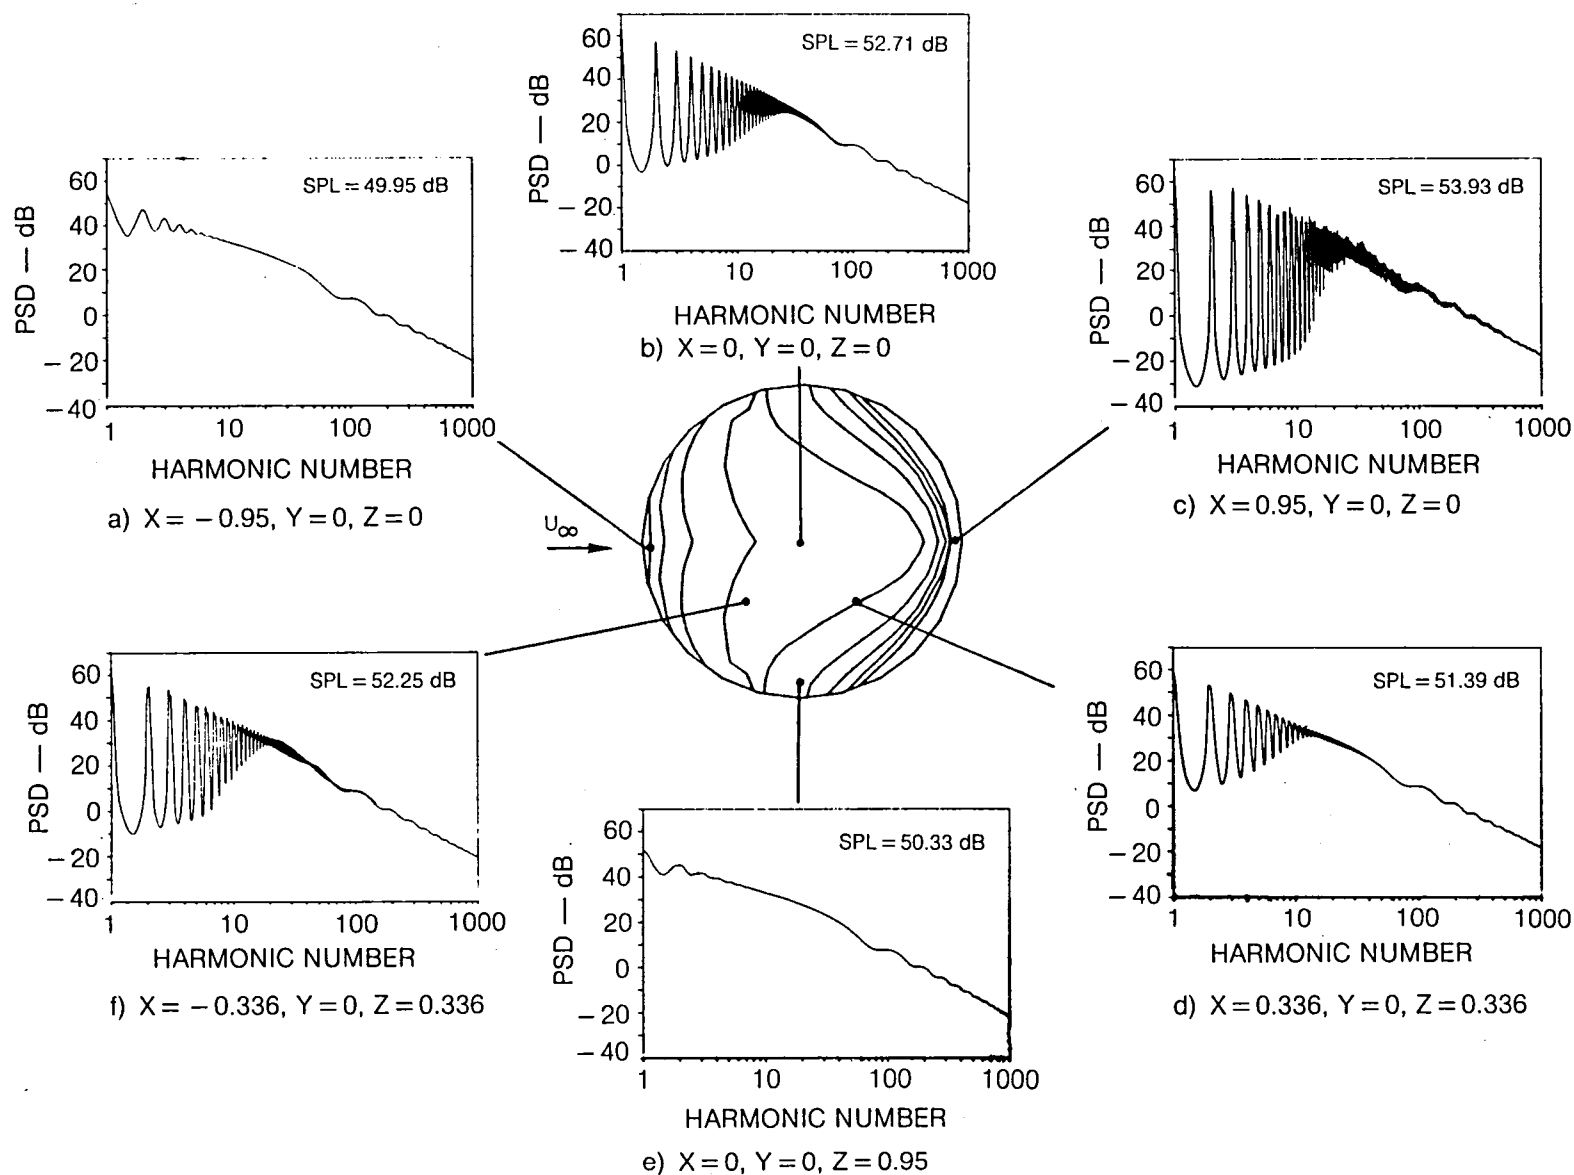 SPL = 52.71 dB
PSD — dB
60
40
20
0
– 20
– 40
1
10
100
1000
HARMONIC NUMBER
b) X = 0, Y = 0, Z = 0
SPL = 49.95 dB
PSD — dB
60
40
20
0
– 20
– 40
1
10
100
1000
HARMONIC NUMBER
a) X = – 0.95, Y = 0, Z = 0
SPL = 53.93 dB
PSD — dB
60
40
20
0
– 20
– 40
1
10
100
1000
HARMONIC NUMBER
c) X = 0.95, Y = 0, Z = 0
U∞
SPL = 52.25 dB
PSD — dB
60
40
20
0
– 20
– 40
1
10
100
1000
HARMONIC NUMBER
f) X = – 0.336, Y = 0, Z = 0.336
SPL = 51.39 dB
PSD — dB
60
40
20
0
– 20
– 40
1
10
100
1000
HARMONIC NUMBER
d) X = 0.336, Y = 0, Z = 0.336
SPL = 50.33 dB
PSD — dB
60
40
20
0
– 20
– 40
1
10
100
1000
HARMONIC NUMBER
e) X = 0, Y = 0, Z = 0.95